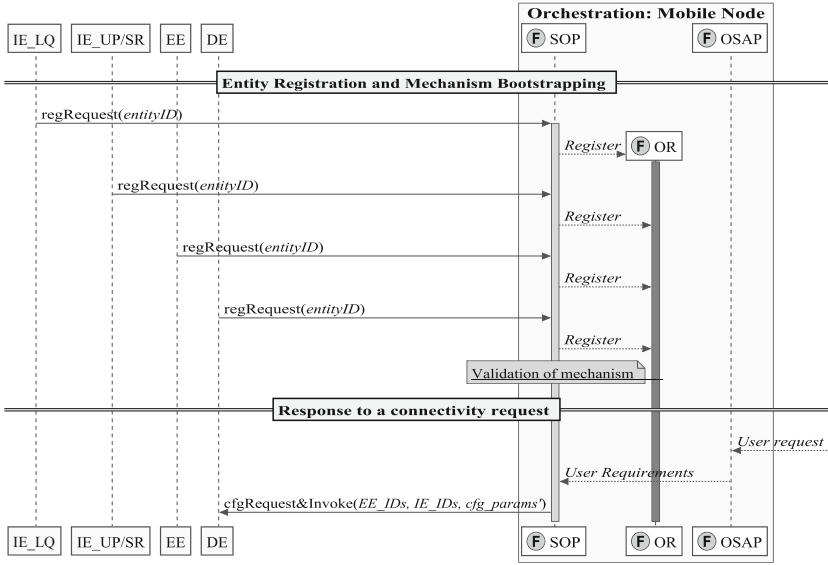 Orchestration: Mobile Node
IE_LQ IE_UP/SR EE DE F SOP F OSAP
Entity Registration and Mechanism Bootstrapping
regRequest(entityID)
Register F OR
regRequest(entityID)
Register
regRequest(entityID)
Register
regRequest(entityID)
Register
Validation of mechanism
Response to a connectivity request
User request
User Requirements
cfgRequest&Invoke(EE_IDs, IE_IDs, cfg_params')
IE_LQ IE_UP/SR EE DE F SOP F OR F OSAP